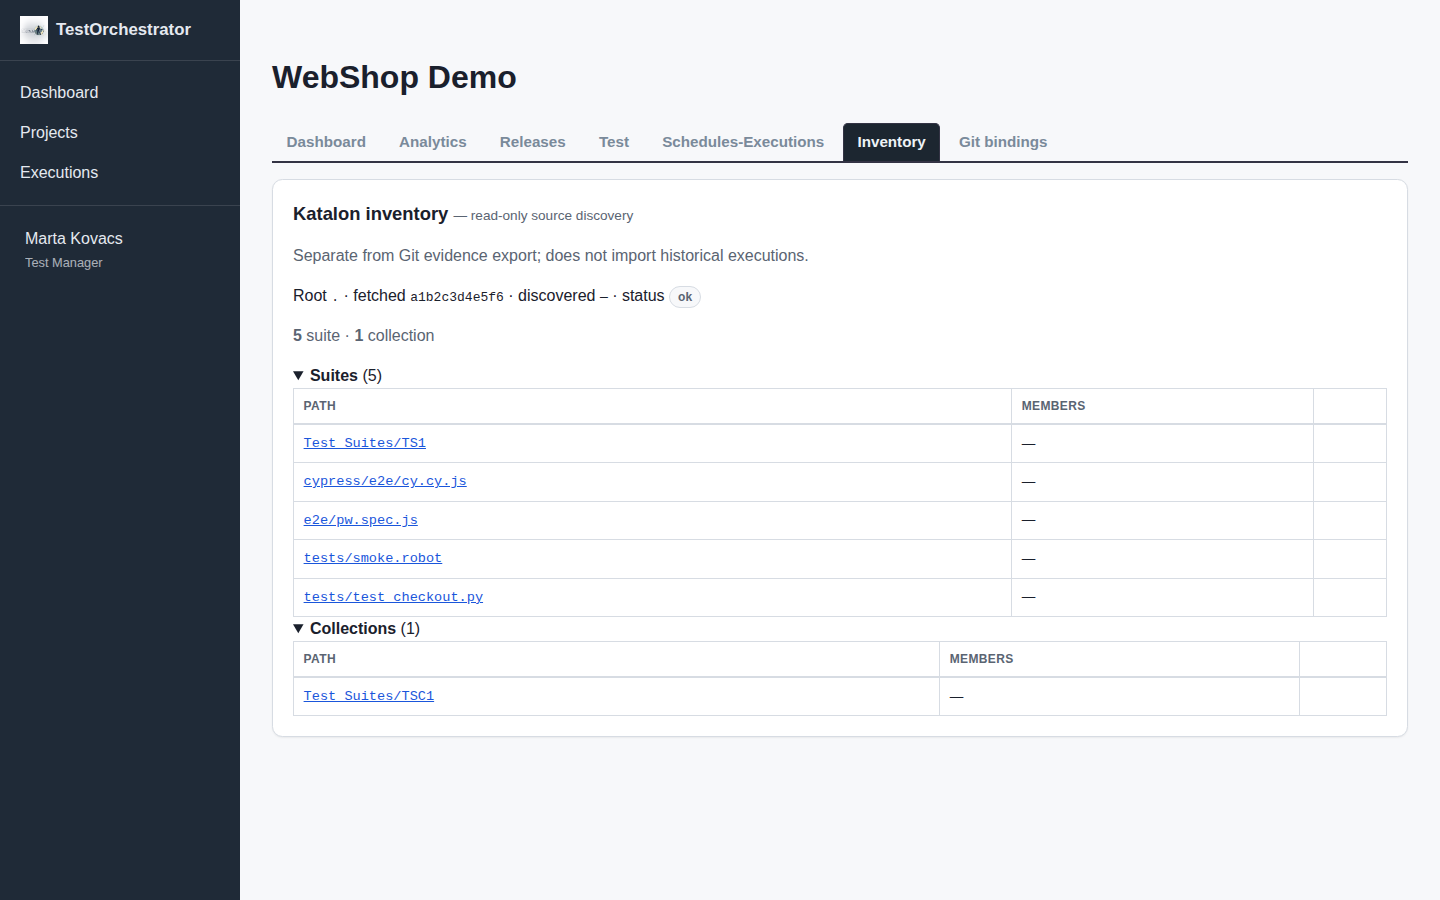 TestOrchestrator
Dashboard
Projects
Executions
Marta Kovacs
Test Manager
WebShop Demo
Dashboard Analytics Releases Test Schedules-Executions Inventory Git bindings
Katalon inventory — read-only source discovery
Separate from Git evidence export; does not import historical executions.
Root . · fetched a1b2c3d4e5f6 · discovered – · status ok
5 suite · 1 collection
▼ Suites (5)
PATH MEMBERS
Test Suites/TS1 —
cypress/e2e/cy.cy.js —
e2e/pw.spec.js —
tests/smoke.robot —
tests/test_checkout.py —
▼ Collections (1)
PATH MEMBERS
Test Suites/TSC1 —